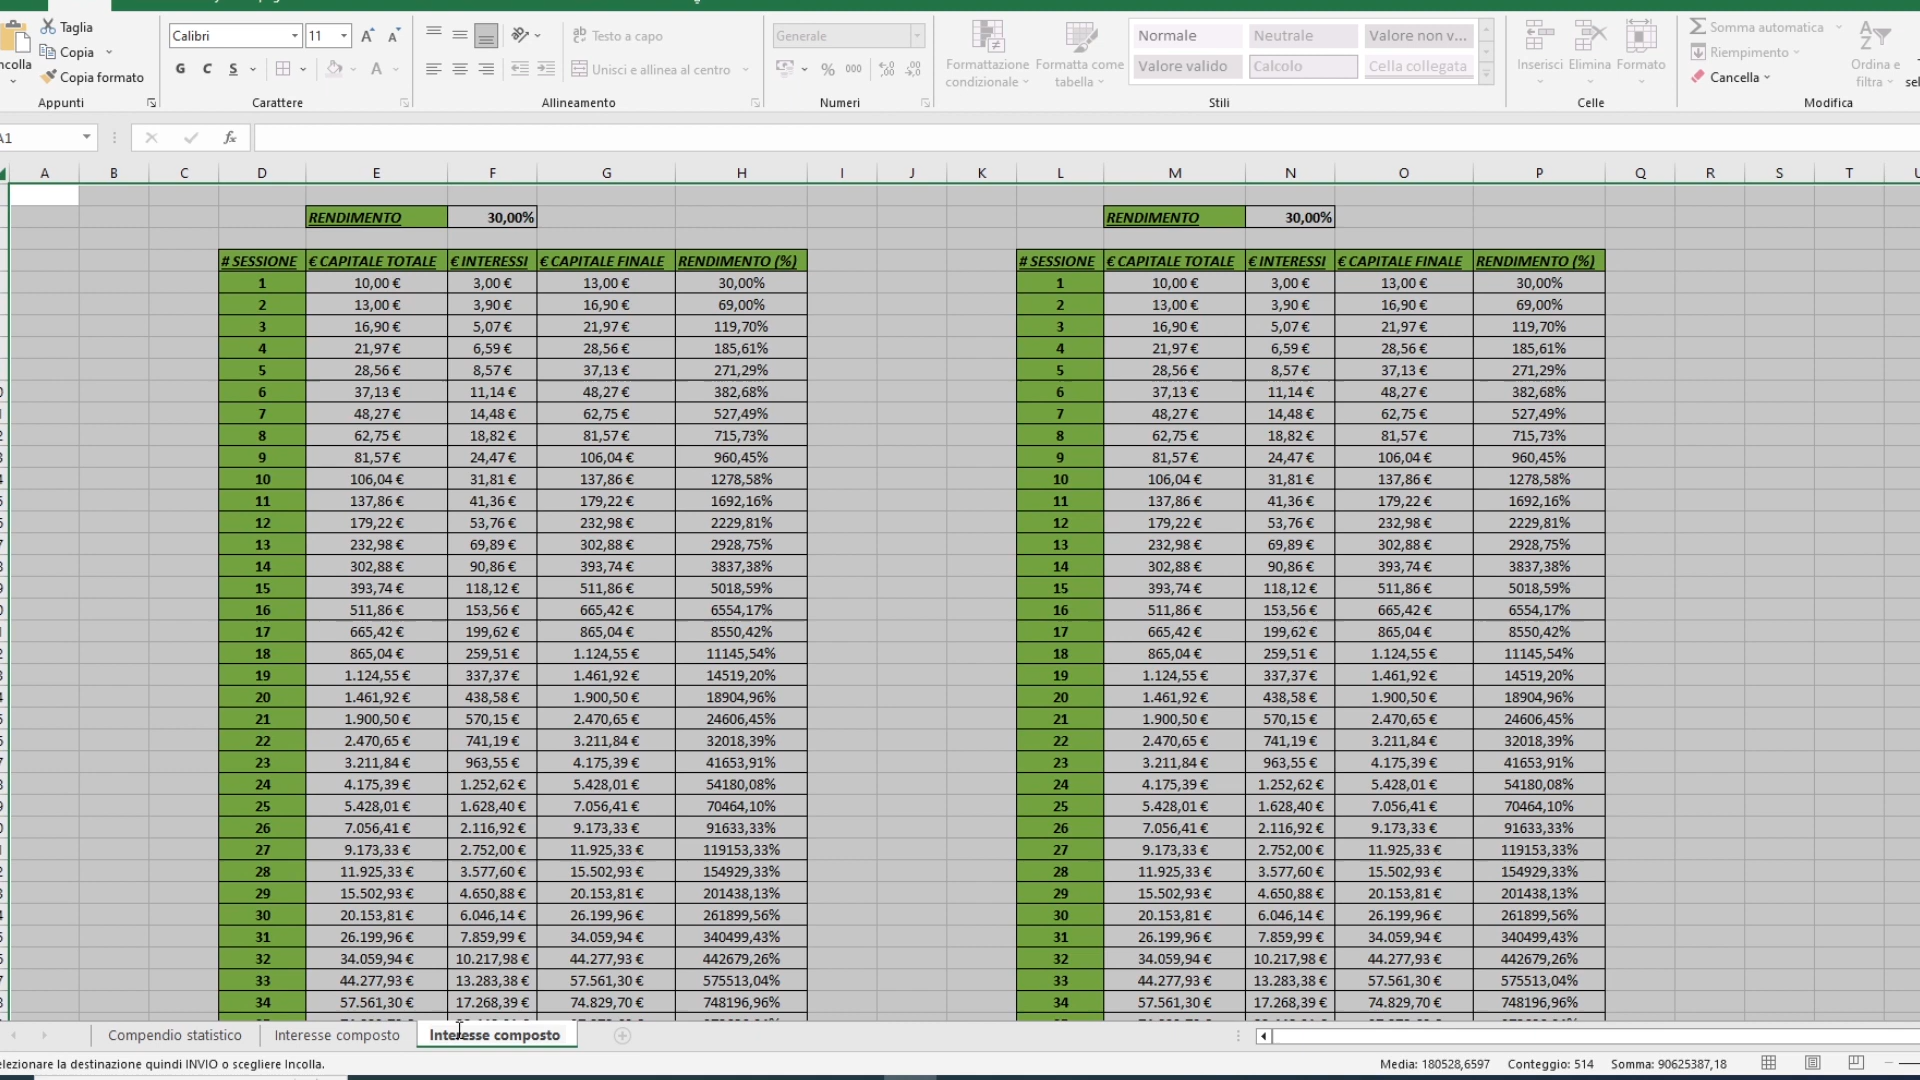 Taglia
Copia
Copia formato
Appunti
Calibri 11
G C S
Carattere
Testo a capo
Unisci e allinea al centro
Allineamento
Generale
% 000
Numeri
Formattazione condizionale
Formatta come tabella
Normale Neutrale Valore non v...
Valore valido Calcolo Cella collegata
Stili
Inserisci Elimina Formato
Celle
Somma automatica
Riempimento
Cancella
Ordina e filtra
Modifica
fx
A B C D E F G H I J K L M N O P Q R S T
RENDIMENTO 30,00% RENDIMENTO 30,00%
# SESSIONE € CAPITALE TOTALE € INTERESSI € CAPITALE FINALE RENDIMENTO (%) # SESSIONE € CAPITALE TOTALE € INTERESSI € CAPITALE FINALE RENDIMENTO (%)
1 10,00 € 3,00 € 13,00 € 30,00% 1 10,00 € 3,00 € 13,00 € 30,00%
2 13,00 € 3,90 € 16,90 € 69,00% 2 13,00 € 3,90 € 16,90 € 69,00%
3 16,90 € 5,07 € 21,97 € 119,70% 3 16,90 € 5,07 € 21,97 € 119,70%
4 21,97 € 6,59 € 28,56 € 185,61% 4 21,97 € 6,59 € 28,56 € 185,61%
5 28,56 € 8,57 € 37,13 € 271,29% 5 28,56 € 8,57 € 37,13 € 271,29%
6 37,13 € 11,14 € 48,27 € 382,68% 6 37,13 € 11,14 € 48,27 € 382,68%
7 48,27 € 14,48 € 62,75 € 527,49% 7 48,27 € 14,48 € 62,75 € 527,49%
8 62,75 € 18,82 € 81,57 € 715,73% 8 62,75 € 18,82 € 81,57 € 715,73%
9 81,57 € 24,47 € 106,04 € 960,45% 9 81,57 € 24,47 € 106,04 € 960,45%
10 106,04 € 31,81 € 137,86 € 1278,58% 10 106,04 € 31,81 € 137,86 € 1278,58%
11 137,86 € 41,36 € 179,22 € 1692,16% 11 137,86 € 41,36 € 179,22 € 1692,16%
12 179,22 € 53,76 € 232,98 € 2229,81% 12 179,22 € 53,76 € 232,98 € 2229,81%
13 232,98 € 69,89 € 302,88 € 2928,75% 13 232,98 € 69,89 € 302,88 € 2928,75%
14 302,88 € 90,86 € 393,74 € 3837,38% 14 302,88 € 90,86 € 393,74 € 3837,38%
15 393,74 € 118,12 € 511,86 € 5018,59% 15 393,74 € 118,12 € 511,86 € 5018,59%
16 511,86 € 153,56 € 665,42 € 6554,17% 16 511,86 € 153,56 € 665,42 € 6554,17%
17 665,42 € 199,62 € 865,04 € 8550,42% 17 665,42 € 199,62 € 865,04 € 8550,42%
18 865,04 € 259,51 € 1.124,55 € 11145,54% 18 865,04 € 259,51 € 1.124,55 € 11145,54%
19 1.124,55 € 337,37 € 1.461,92 € 14519,20% 19 1.124,55 € 337,37 € 1.461,92 € 14519,20%
20 1.461,92 € 438,58 € 1.900,50 € 18904,96% 20 1.461,92 € 438,58 € 1.900,50 € 18904,96%
21 1.900,50 € 570,15 € 2.470,65 € 24606,45% 21 1.900,50 € 570,15 € 2.470,65 € 24606,45%
22 2.470,65 € 741,19 € 3.211,84 € 32018,39% 22 2.470,65 € 741,19 € 3.211,84 € 32018,39%
23 3.211,84 € 963,55 € 4.175,39 € 41653,91% 23 3.211,84 € 963,55 € 4.175,39 € 41653,91%
24 4.175,39 € 1.252,62 € 5.428,01 € 54180,08% 24 4.175,39 € 1.252,62 € 5.428,01 € 54180,08%
25 5.428,01 € 1.628,40 € 7.056,41 € 70464,10% 25 5.428,01 € 1.628,40 € 7.056,41 € 70464,10%
26 7.056,41 € 2.116,92 € 9.173,33 € 91633,33% 26 7.056,41 € 2.116,92 € 9.173,33 € 91633,33%
27 9.173,33 € 2.752,00 € 11.925,33 € 119153,33% 27 9.173,33 € 2.752,00 € 11.925,33 € 119153,33%
28 11.925,33 € 3.577,60 € 15.502,93 € 154929,33% 28 11.925,33 € 3.577,60 € 15.502,93 € 154929,33%
29 15.502,93 € 4.650,88 € 20.153,81 € 201438,13% 29 15.502,93 € 4.650,88 € 20.153,81 € 201438,13%
30 20.153,81 € 6.046,14 € 26.199,96 € 261899,56% 30 20.153,81 € 6.046,14 € 26.199,96 € 261899,56%
31 26.199,96 € 7.859,99 € 34.059,94 € 340499,43% 31 26.199,96 € 7.859,99 € 34.059,94 € 340499,43%
32 34.059,94 € 10.217,98 € 44.277,93 € 442679,26% 32 34.059,94 € 10.217,98 € 44.277,93 € 442679,26%
33 44.277,93 € 13.283,38 € 57.561,30 € 575513,04% 33 44.277,93 € 13.283,38 € 57.561,30 € 575513,04%
34 57.561,30 € 17.268,39 € 74.829,70 € 748196,96% 34 57.561,30 € 17.268,39 € 74.829,70 € 748196,96%
Compendio statistico Interesse composto Interesse composto
elezionare la destinazione quindi INVIO o scegliere Incolla. Media: 180528,6597 Conteggio: 514 Somma: 90625387,18